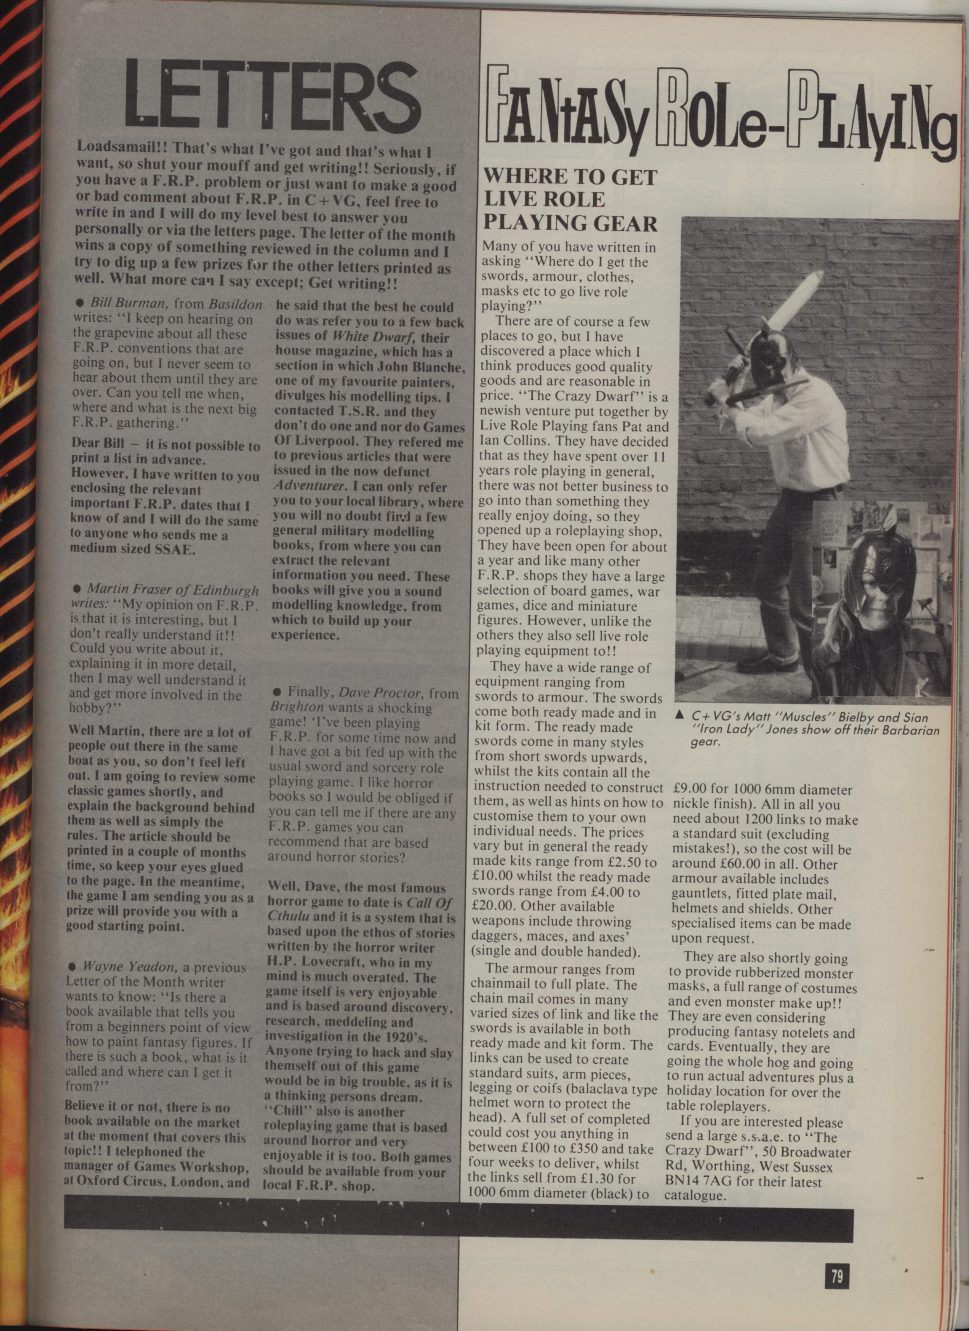 LETTERS
Loadsamail!! That's what I've got and that's what I
want, so shut your mouff and get writing!! Seriously, if
you have a F.R.P. problem or just want to make a good
or bad comment about F.R.P. in C+VG, feel free to
write in and I will do my level best to answer you
personally or via the letters page. The letter of the month
wins a copy of something reviewed in the column and I
try to dig up a few prizes for the other letters printed as
well. What more can I say except; Get writing!!
● Bill Burman, from Basildon
writes: "I keep on hearing on
the grapevine about all these
F.R.P. conventions that are
going on, but I never seem to
hear about them until they are
over. Can you tell me when,
where and what is the next big
F.R.P. gathering."
Dear Bill — it is not possible to
print a list in advance.
However, I have written to you
enclosing the relevant
important F.R.P. dates that I
know of and I will do the same
to anyone who sends me a
medium sized SSAE.
● Martin Fraser of Edinburgh
writes: "My opinion on F.R.P.
is that it is interesting, but I
don't really understand it!!
Could you write about it,
explaining it in more detail,
then I may well understand it
and get more involved in the
hobby?"
Well Martin, there are a lot of
people out there in the same
boat as you, so don't feel left
out. I am going to review some
classic games shortly, and
explain the background behind
them as well as simply the
rules. The article should be
printed in a couple of months
time, so keep your eyes glued
to the page. In the meantime,
the game I am sending you as a
prize will provide you with a
good starting point.
● Wayne Yeadon, a previous
Letter of the Month writer
wants to know: "Is there a
book available that tells you
from a beginners point of view
how to paint fantasy figures. If
there is such a book, what is it
called and where can I get it
from?"
Believe it or not, there is no
book available on the market
at the moment that covers this
topic!! I telephoned the
manager of Games Workshop,
at Oxford Circus, London, and
he said that the best he could
do was refer you to a few back
issues of White Dwarf, their
house magazine, which has a
section in which John Blanche,
one of my favourite painters,
divulges his modelling tips. I
contacted T.S.R. and they
don't do one and nor do Games
Of Liverpool. They refered me
to previous articles that were
issued in the now defunct
Adventurer. I can only refer
you to your local library, where
you will no doubt find a few
general military modelling
books, from where you can
extract the relevant
information you need. These
books will give you a sound
modelling knowledge, from
which to build up your
experience.
● Finally, Dave Proctor, from
Brighton wants a shocking
game! 'I've been playing
F.R.P. for some time now and
I have got a bit fed up with the
usual sword and sorcery role
playing game. I like horror
books so I would be obliged if
you can tell me if there are any
F.R.P. games you can
recommend that are based
around horror stories?
Well, Dave, the most famous
horror game to date is Call Of
Cthulu and it is a system that is
based upon the ethos of stories
written by the horror writer
H.P. Lovecraft, who in my
mind is much overated. The
game itself is very enjoyable
and is based around discovery,
research, meddeling and
investigation in the 1920's.
Anyone trying to hack and slay
themself out of this game
would be in big trouble, as it is
a thinking persons dream.
"Chill" also is another
roleplaying game that is based
around horror and very
enjoyable it is too. Both games
should be available from your
local F.R.P. shop.
FANTASY ROLE-PLAYING
WHERE TO GET
LIVE ROLE
PLAYING GEAR
Many of you have written in
asking "Where do I get the
swords, armour, clothes,
masks etc to go live role
playing?"
There are of course a few
places to go, but I have
discovered a place which I
think produces good quality
goods and are reasonable in
price. "The Crazy Dwarf" is a
newish venture put together by
Live Role Playing fans Pat and
Ian Collins. They have decided
that as they have spent over 11
years role playing in general,
there was not better business to
go into than something they
really enjoy doing, so they
opened up a roleplaying shop,
They have been open for about
a year and like many other
F.R.P. shops they have a large
selection of board games, war
games, dice and miniature
figures. However, unlike the
others they also sell live role
playing equipment to!!
They have a wide range of
equipment ranging from
swords to armour. The swords
come both ready made and in
kit form. The ready made
swords come in many styles
from short swords upwards,
whilst the kits contain all the
instruction needed to construct
them, as well as hints on how to
customise them to your own
individual needs. The prices
vary but in general the ready
made kits range from £2.50 to
£10.00 whilst the ready made
swords range from £4.00 to
£20.00. Other available
weapons include throwing
daggers, maces, and axes'
(single and double handed).
The armour ranges from
chainmail to full plate. The
chain mail comes in many
varied sizes of link and like the
swords is available in both
ready made and kit form. The
links can be used to create
standard suits, arm pieces,
legging or coifs (balaclava type
helmet worn to protect the
head). A full set of completed
could cost you anything in
between £100 to £350 and take
four weeks to deliver, whilst
the links sell from £1.30 for
1000 6mm diameter (black) to
▲ C+VG's Matt "Muscles" Bielby and Sian
"Iron Lady" Jones show off their Barbarian
gear.
£9.00 for 1000 6mm diameter
nickle finish). All in all you
need about 1200 links to make
a standard suit (excluding
mistakes!), so the cost will be
around £60.00 in all. Other
armour available includes
gauntlets, fitted plate mail,
helmets and shields. Other
specialised items can be made
upon request.
They are also shortly going
to provide rubberized monster
masks, a full range of costumes
and even monster make up!!
They are even considering
producing fantasy notelets and
cards. Eventually, they are
going the whole hog and going
to run actual adventures plus a
holiday location for over the
table roleplayers.
If you are interested please
send a large s.s.a.e. to "The
Crazy Dwarf", 50 Broadwater
Rd, Worthing, West Sussex
BN14 7AG for their latest
catalogue.
79